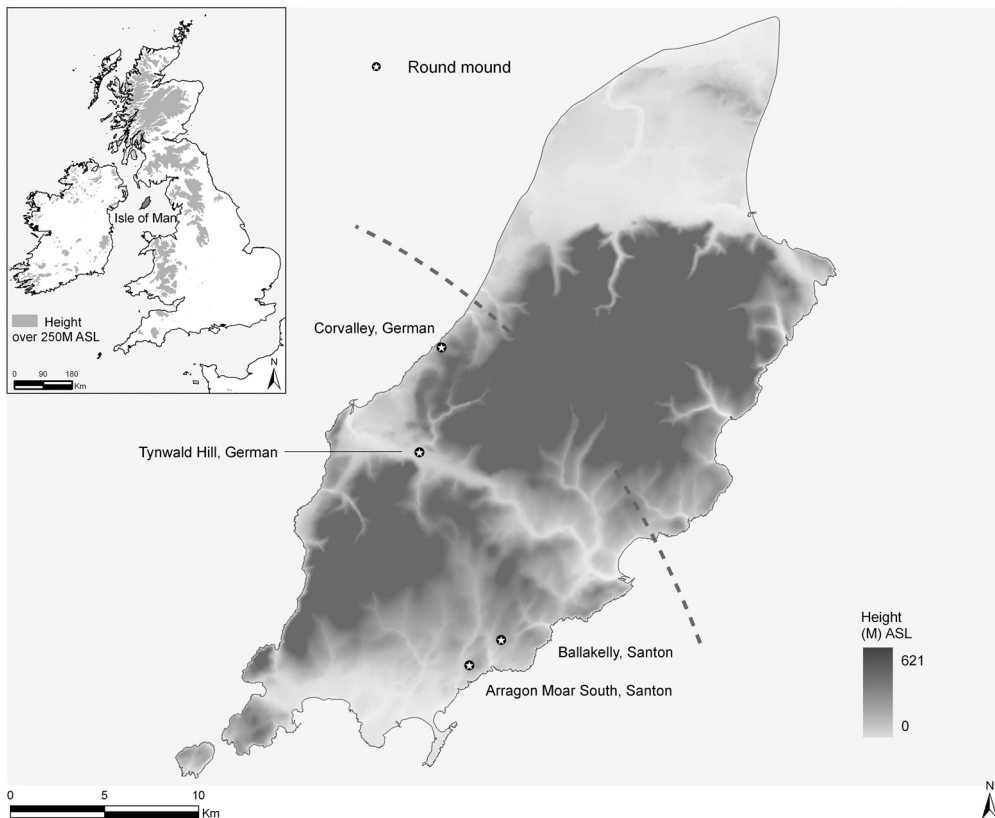 Isle of Man
Height
over 250M ASL
0 90 180
Km
N
Round mound
Corvalley, German
Tynwald Hill, German
Ballakelly, Santon
Arragon Moar South, Santon
Height
(M) ASL
621
0
0 5 10
Km
N